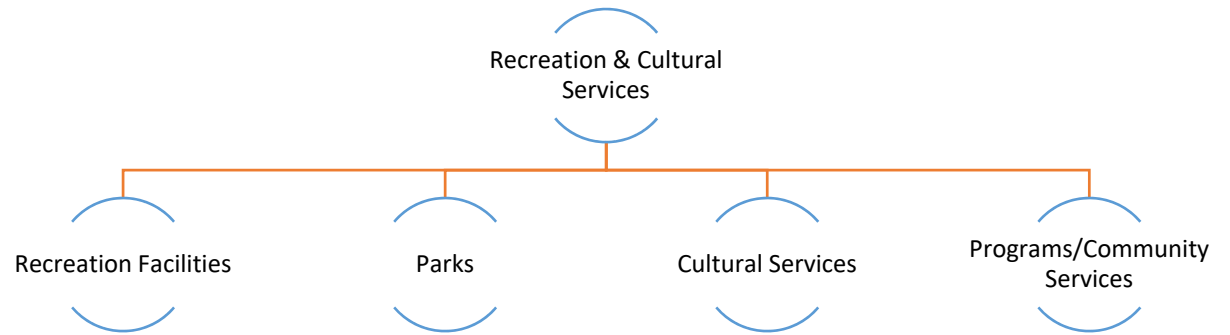 Recreation & Cultural
Services
Recreation Facilities
Parks
Cultural Services
Programs/Community
Services